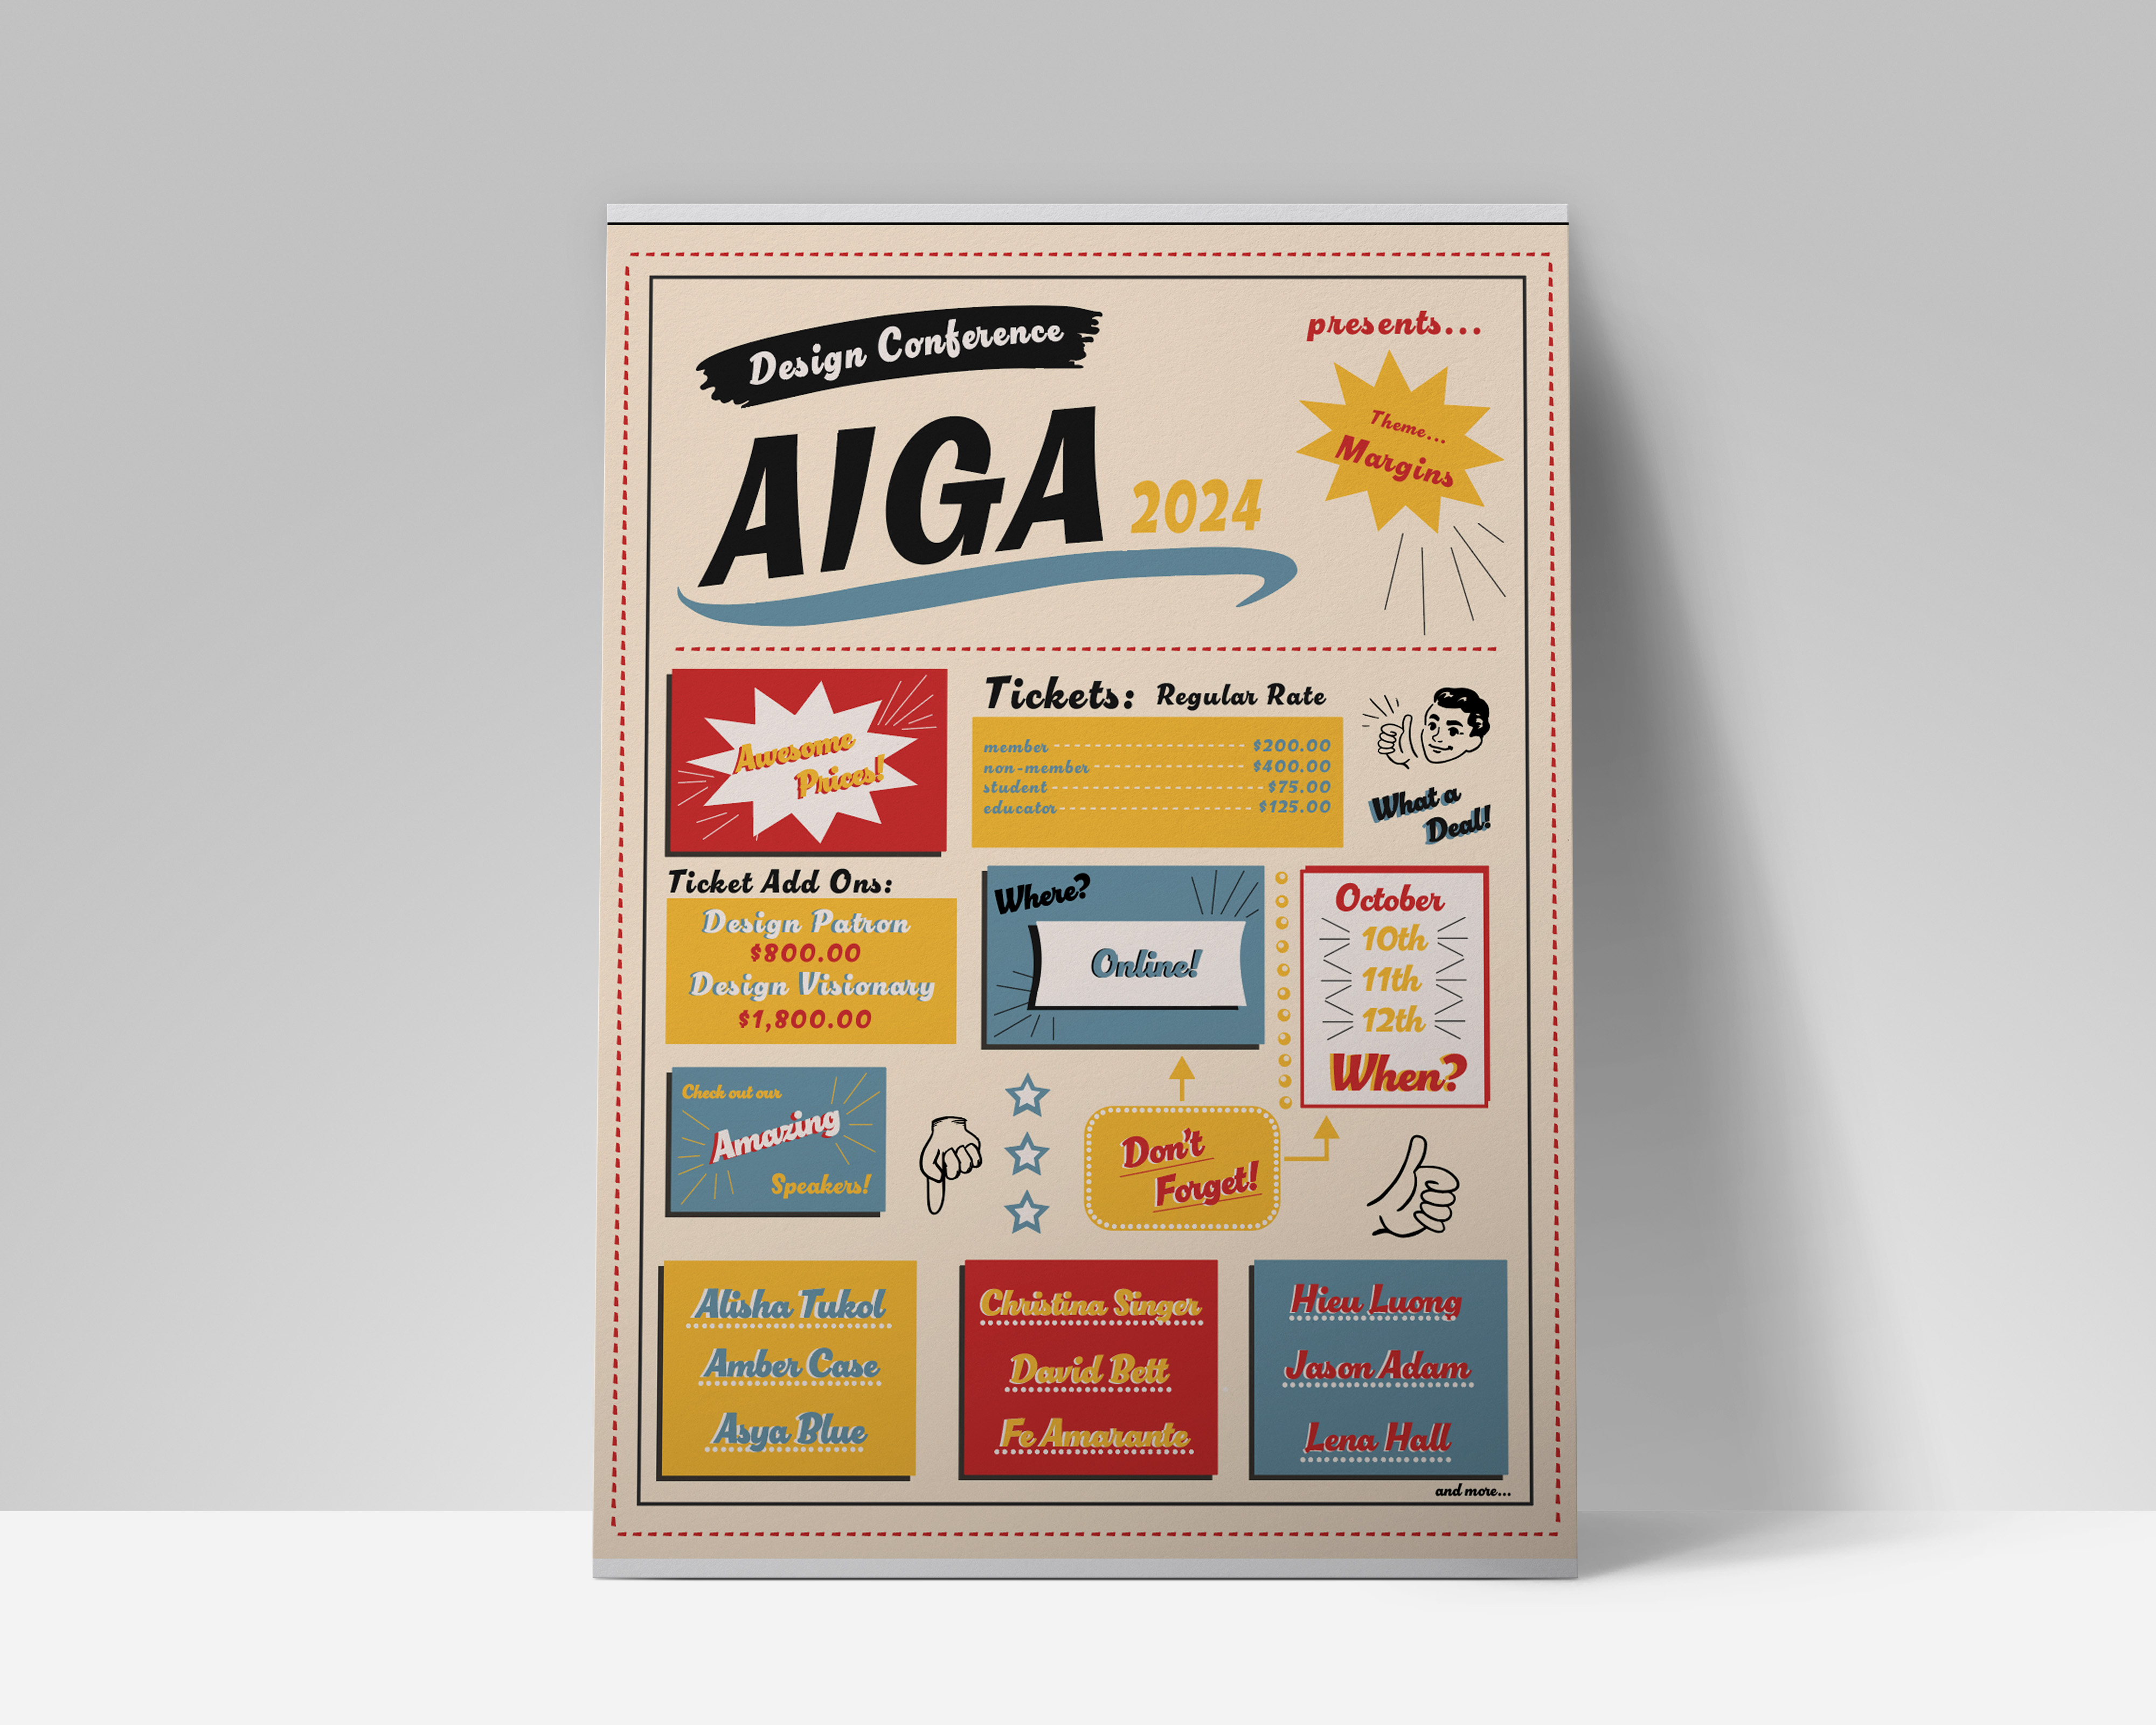 Design Conference
AIGA
2024
presents...
Theme...
Margins
Awesome
Prices!
Tickets: Regular Rate
member $200.00
non-member $400.00
student $75.00
educator $125.00
What a
Deal!
Ticket Add Ons:
Design Patron
$800.00
Design Visionary
$1,800.00
Where?
Online!
October
10th
11th
12th
When?
Check out our
Amazing
Speakers!
Don't
Forget!
Alisha Tukol
Amber Case
Asya Blue
Christina Singer
David Bett
Fe Amarante
Hieu Luong
Jason Adam
Lena Hall
and more...